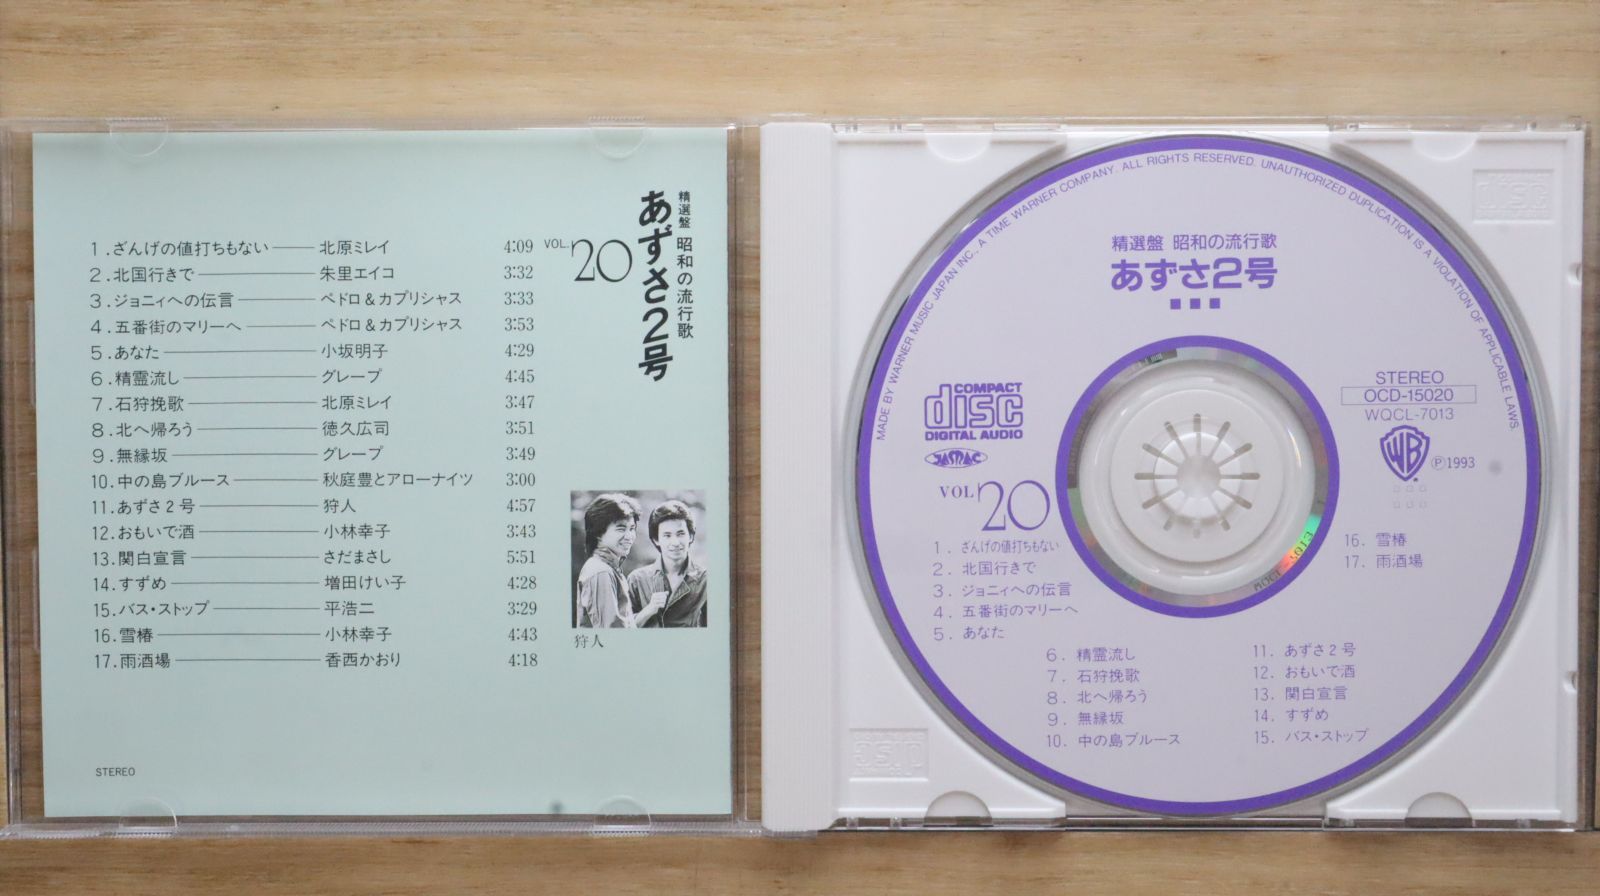 精選盤 昭和の流行歌
あずさ2号
VOL. 20
1.ざんげの値打ちもない 北原ミレイ 4:09
2.北国行きで 朱里エイコ 3:32
3.ジョニィへの伝言 ペドロ&カプリシャス 3:33
4.五番街のマリーへ ペドロ&カプリシャス 3:53
5.あなた 小坂明子 4:29
6.精霊流し グレープ 4:45
7.石狩挽歌 北原ミレイ 3:47
8.北へ帰ろう 徳久広司 3:51
9.無縁坂 グレープ 3:49
10.中の島ブルース 秋庭豊とアローナイツ 3:00
11.あずさ2号 狩人 4:57
12.おもいで酒 小林幸子 3:43
13.関白宣言 さだまさし 5:51
14.すずめ 増田けい子 4:28
15.バス・ストップ 平浩二 3:29
16.雪椿 小林幸子 4:43
17.雨酒場 香西かおり 4:18
狩人
STEREO
MADE BY WARNER MUSIC JAPAN INC., A TIME WARNER COMPANY. ALL RIGHTS RESERVED. UNAUTHORIZED DUPLICATION IS A VIOLATION OF APPLICABLE LAWS.
精選盤 昭和の流行歌
あずさ2号
COMPACT
disc
DIGITAL AUDIO
JASRAC
VOL 20
STEREO
OCD-15020
WQCL-7013
WB
Ⓟ1993
1. ざんげの値打ちもない
2. 北国行きで
3. ジョニィへの伝言
4. 五番街のマリーへ
5. あなた
6. 精霊流し
7. 石狩挽歌
8. 北へ帰ろう
9. 無縁坂
10. 中の島ブルース
11. あずさ2号
12. おもいで酒
13. 関白宣言
14. すずめ
15. バス・ストップ
16. 雪椿
17. 雨酒場